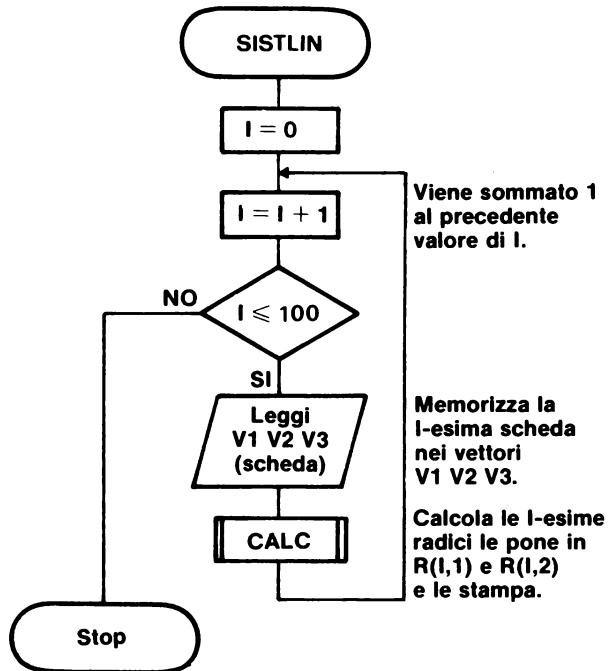 SISTLIN
I = 0
I = I + 1
Viene sommato 1
al precedente
valore di I.
NO
I ⩽ 100
SI
Leggi
V1 V2 V3
(scheda)
Memorizza la
I-esima scheda
nei vettori
V1 V2 V3.
CALC
Calcola le I-esime
radici le pone in
R(I,1) e R(I,2)
e le stampa.
Stop